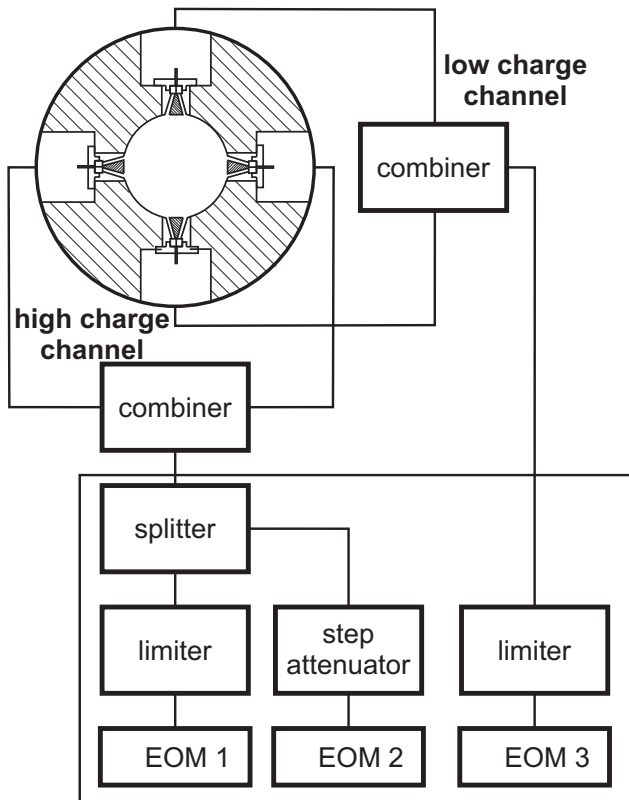 low charge
channel
combiner
high charge
channel
combiner
splitter
limiter
step
attenuator
limiter
EOM 1
EOM 2
EOM 3